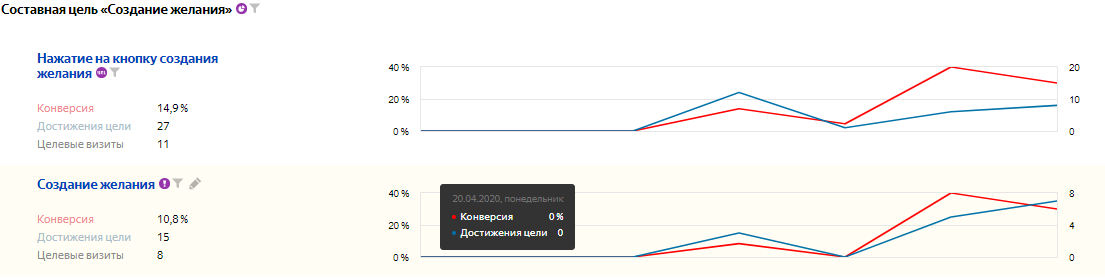 Составная цель «Создание желания»
Нажатие на кнопку создания
желания
Конверсия 14,9 %
Достижения цели 27
Целевые визиты 11
40 % 20
20 % 10
0 % 0
Создание желания
Конверсия 10,8 %
Достижения цели 15
Целевые визиты 8
40 % 8
20 % 4
0 % 0
20.04.2020, понедельник
Конверсия 0 %
Достижения цели 0